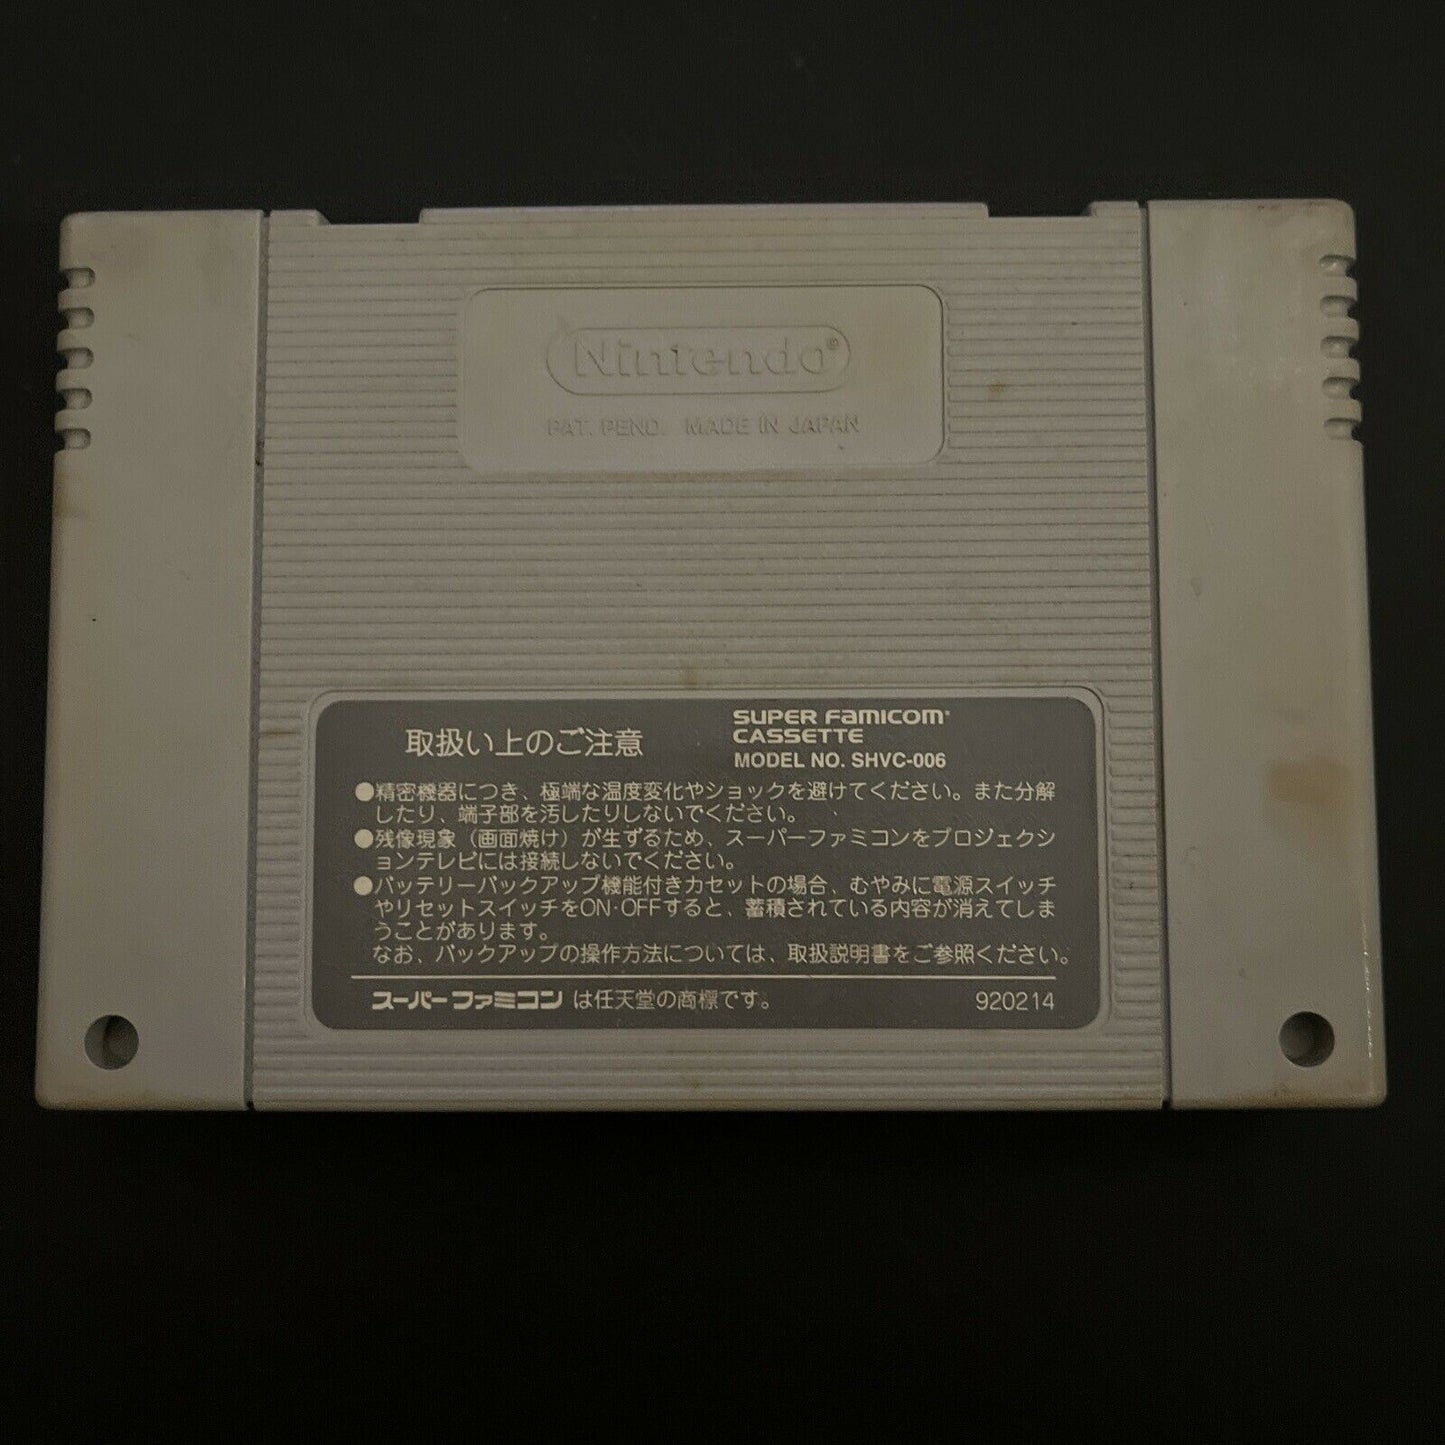 Nintendo®
PAT. PEND. MADE IN JAPAN
取扱い上のご注意
SUPER FAMICOM®
CASSETTE
MODEL NO. SHVC-006
●精密機器につき、極端な温度変化やショックを避けてください。また分解
したり、端子部を汚したりしないでください。
●残像現象(画面焼け)が生ずるため、スーパーファミコンをプロジェクシ
ョンテレビには接続しないでください。
●バッテリーバックアップ機能付きカセットの場合、むやみに電源スイッチ
やリセットスイッチをON・OFFすると、蓄積されている内容が消えてしま
うことがあります。
なお、バックアップの操作方法については、取扱説明書をご参照ください。
スーパーファミコン は任天堂の商標です。 920214